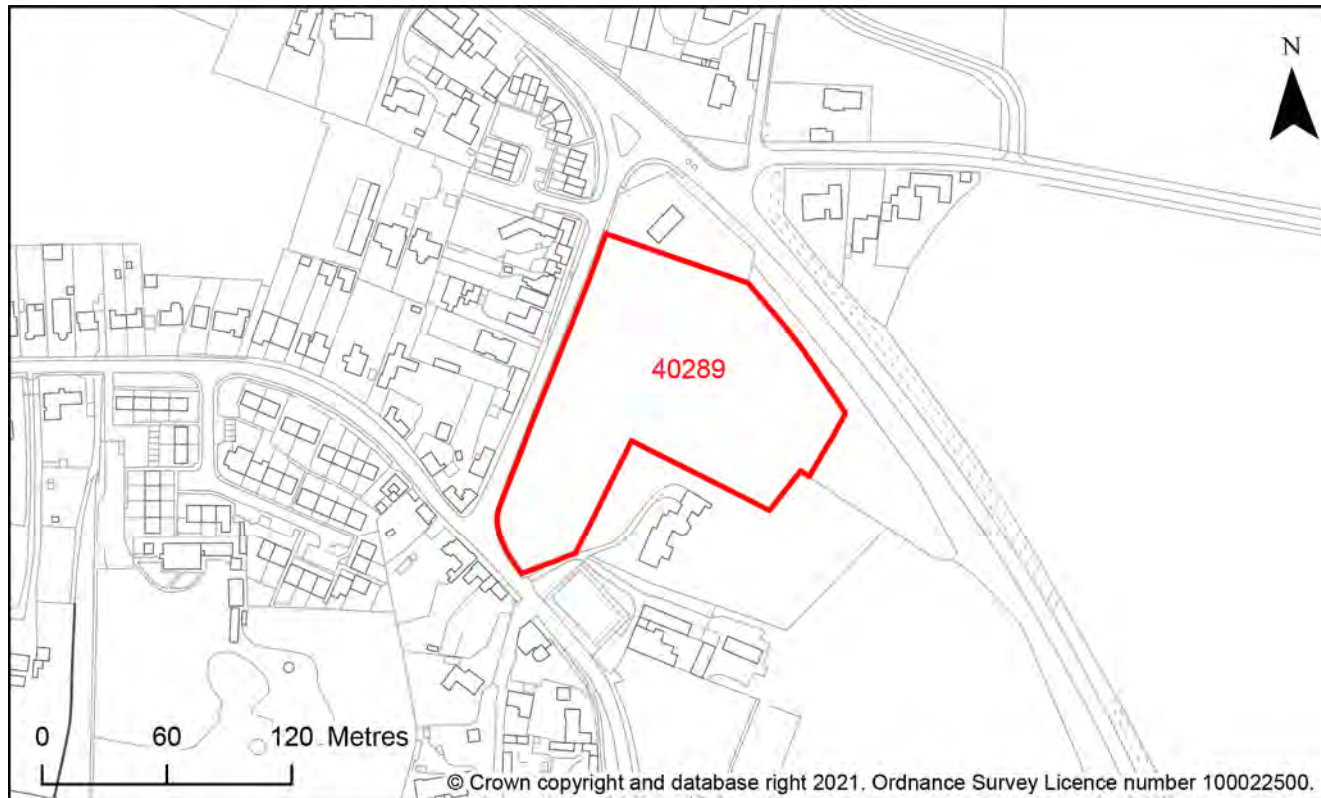 N
40289
0 60 120 Metres
© Crown copyright and database right 2021. Ordnance Survey Licence number 100022500.